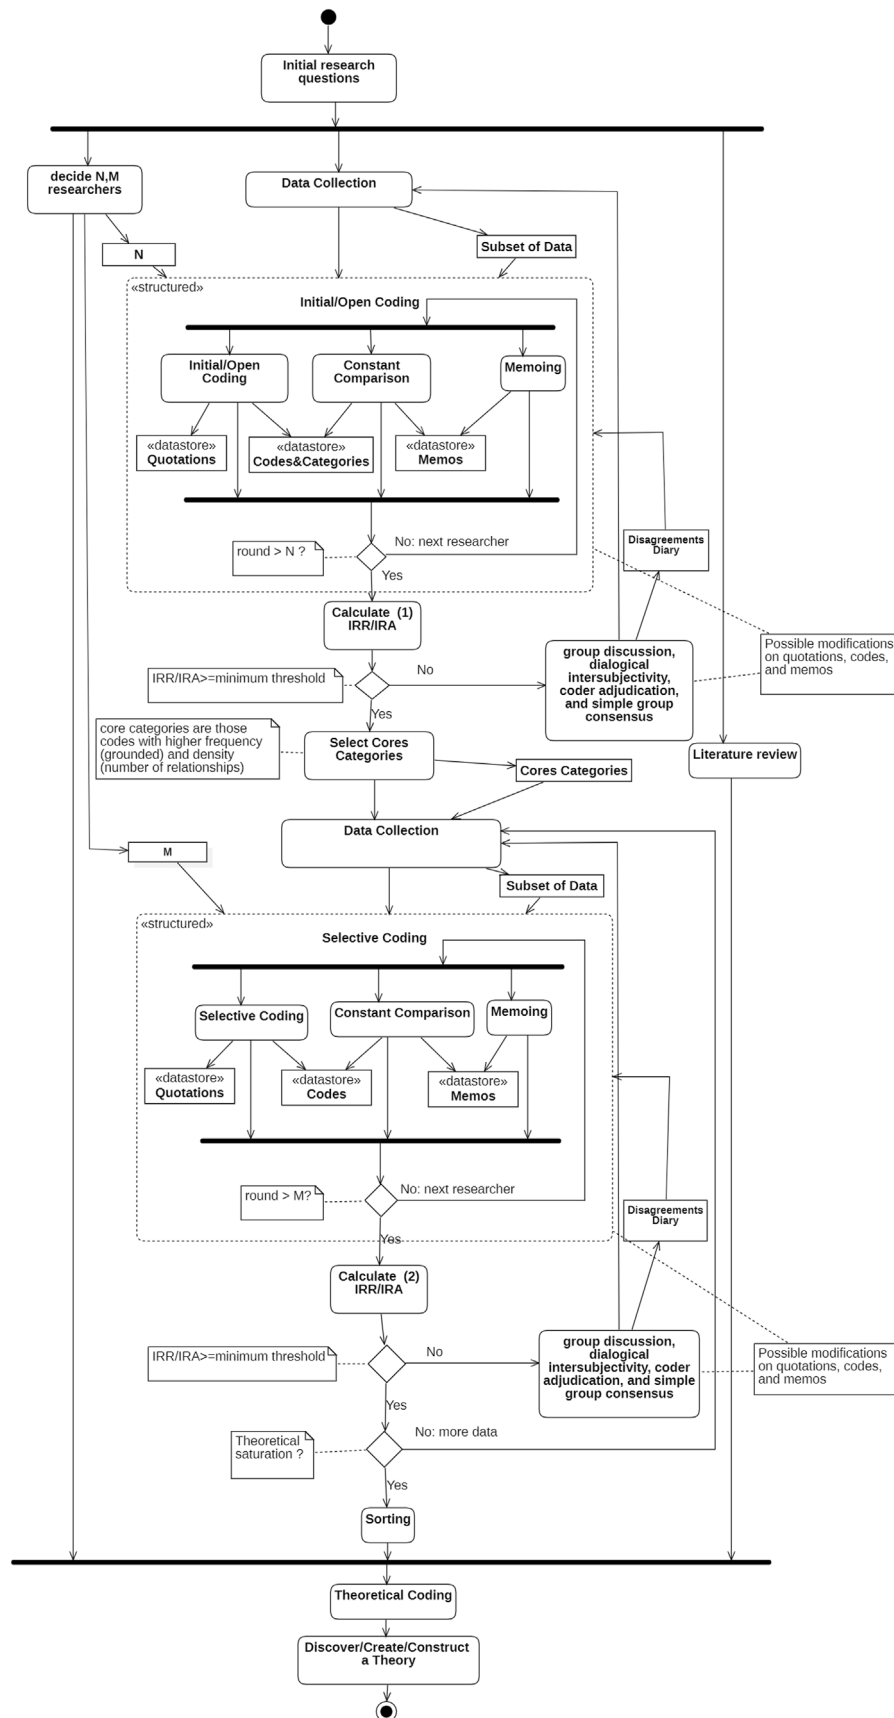 Initial research
questions
decide N,M
researchers
Data Collection
N
Subset of Data
«structured»
Initial/Open Coding
Initial/Open
Coding
Constant
Comparison
Memoing
«datastore»
Quotations
«datastore»
Codes&Categories
«datastore»
Memos
round > N ?
No: next researcher
Yes
Disagreements
Diary
Calculate (1)
IRR/IRA
IRR/IRA>=minimum threshold
No
Yes
group discussion,
dialogical
intersubjectivity,
coder adjudication,
and simple group
consensus
Possible modifications
on quotations, codes,
and memos
core categories are those
codes with higher frequency
(grounded) and density
(number of relationships)
Select Cores
Categories
Cores Categories
Literature review
Data Collection
M
Subset of Data
«structured»
Selective Coding
Selective Coding
Constant Comparison
Memoing
«datastore»
Quotations
«datastore»
Codes
«datastore»
Memos
round > M?
No: next researcher
Yes
Disagreements
Diary
Calculate (2)
IRR/IRA
IRR/IRA>=minimum threshold
No
Yes
group discussion,
dialogical
intersubjectivity, coder
adjudication, and simple
group consensus
Possible modifications
on quotations, codes,
and memos
Theoretical
saturation ?
No: more data
Yes
Sorting
Theoretical Coding
Discover/Create/Construct
a Theory